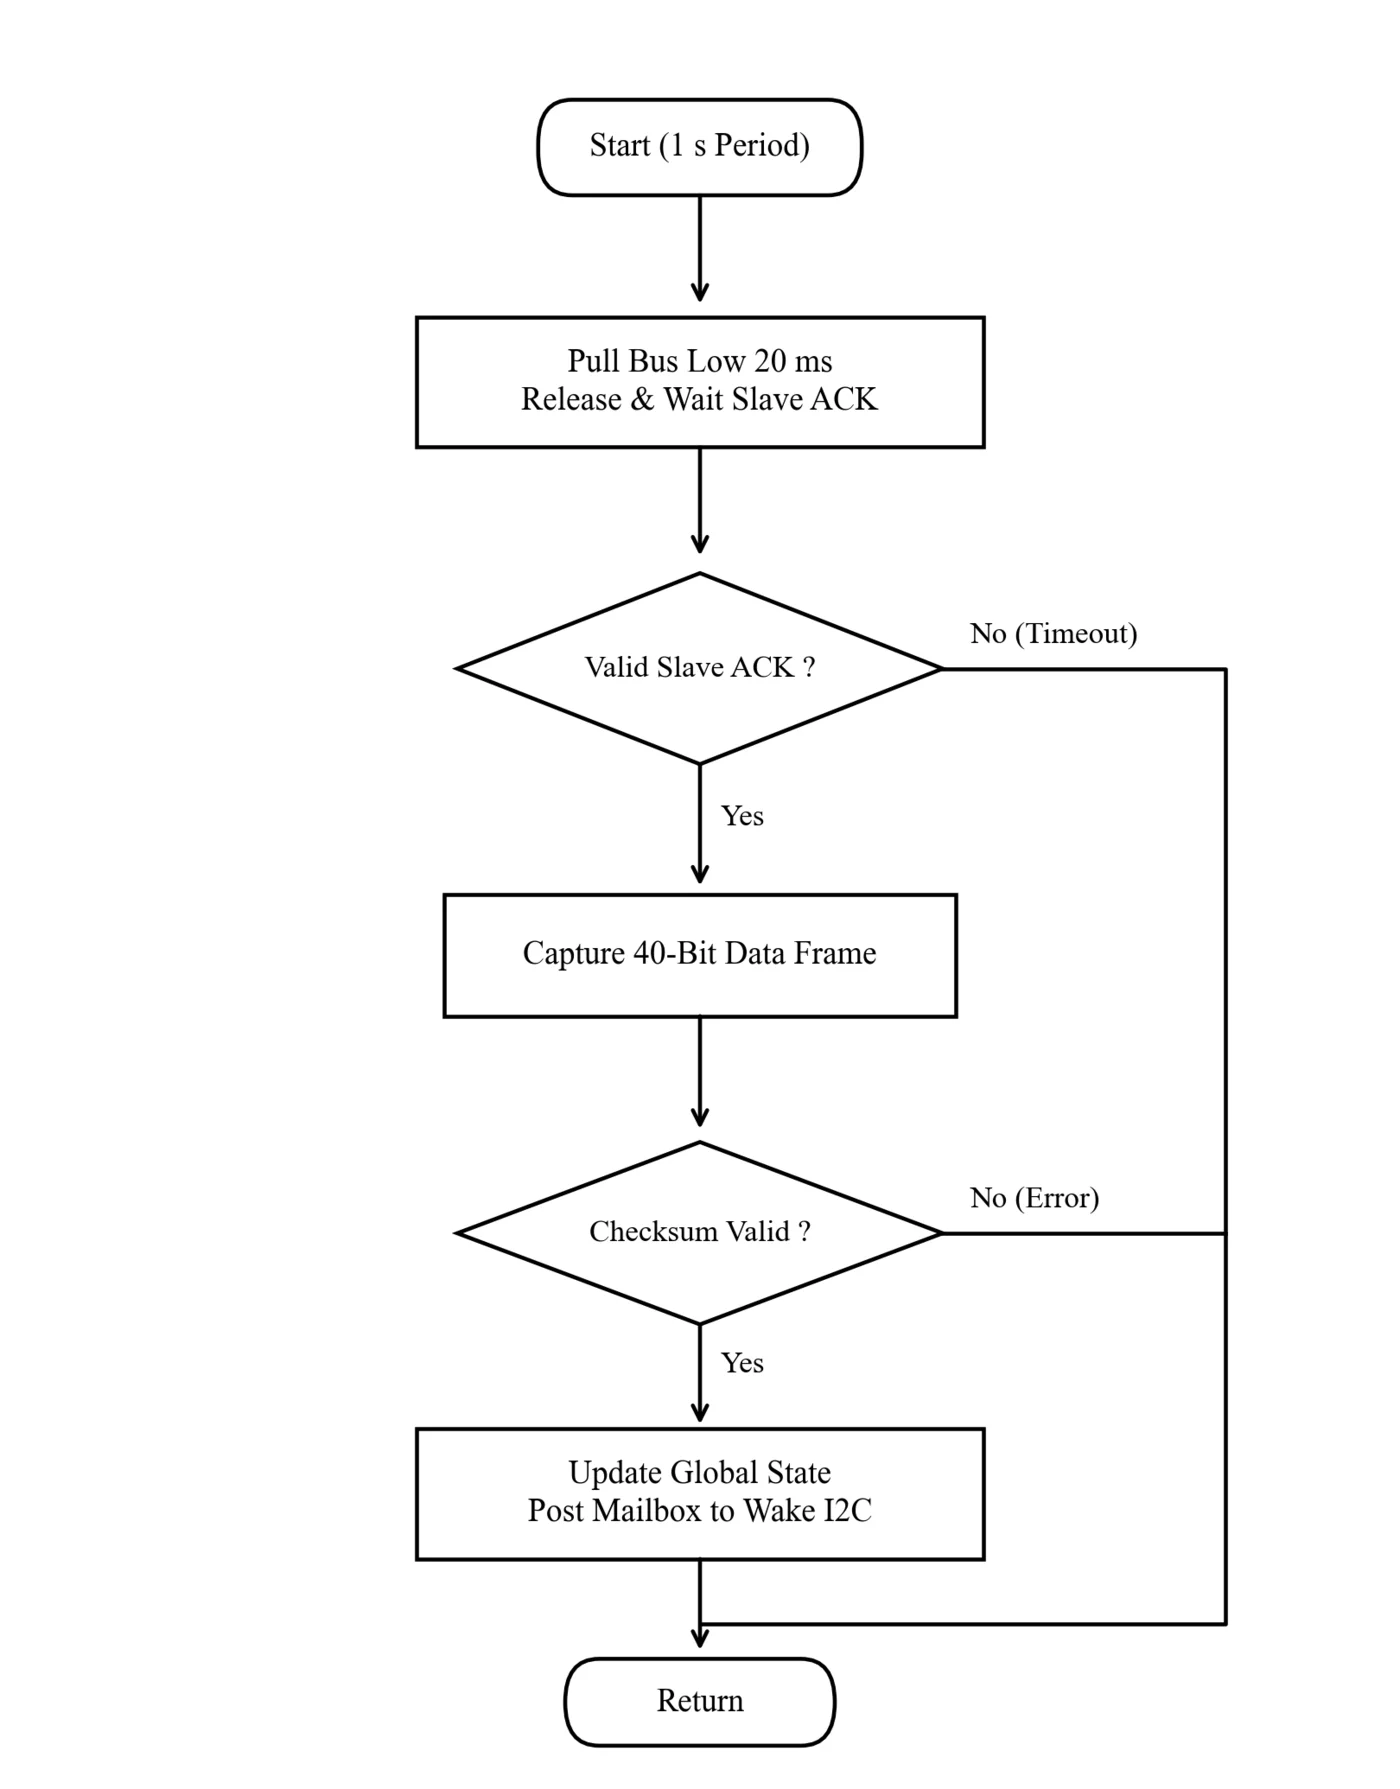 Start (1 s Period)
Pull Bus Low 20 ms
Release & Wait Slave ACK
No (Timeout)
Valid Slave ACK ?
Yes
Capture 40-Bit Data Frame
No (Error)
Checksum Valid ?
Yes
Update Global State
Post Mailbox to Wake I2C
Return